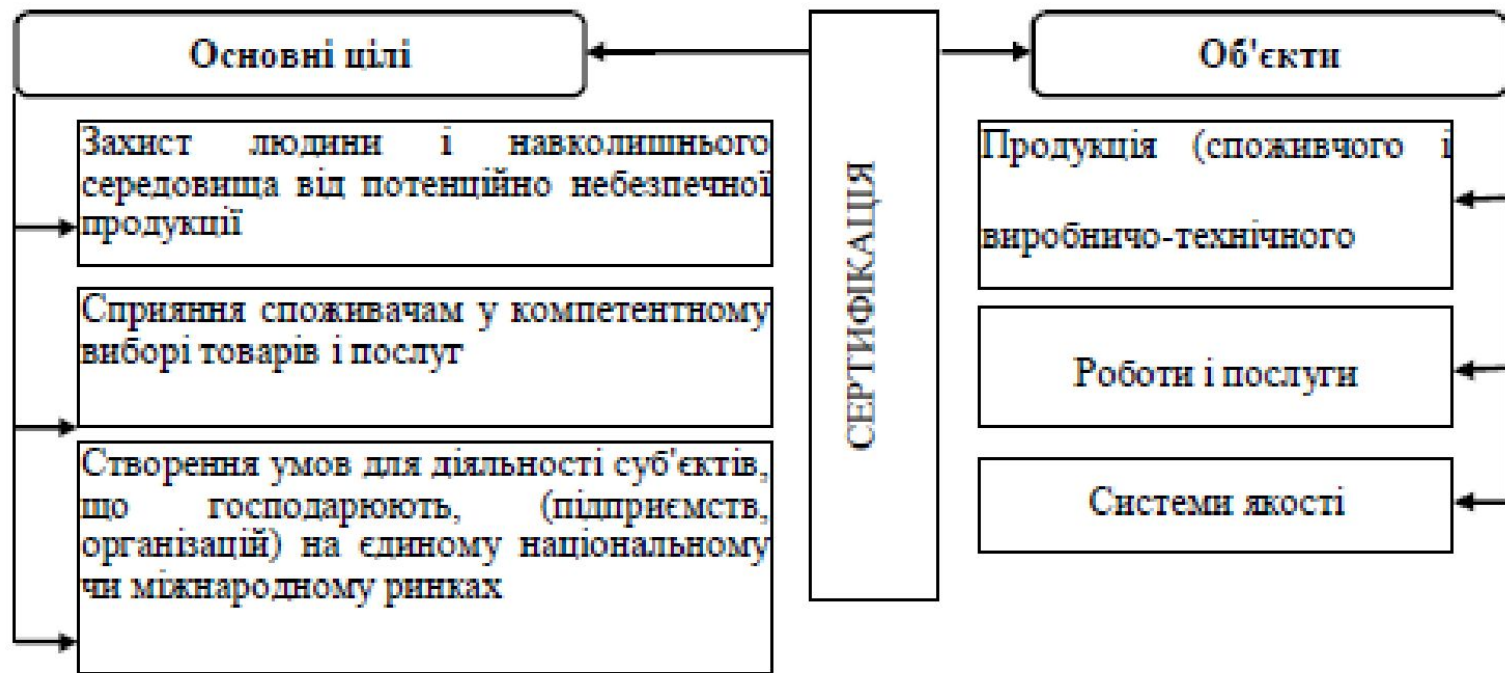 Основні цілі
Захист людини і навколишнього
середовища від потенційно небезпечної
продукції
Сприяння споживачам у компетентному
виборі товарів і послуг
Створення умов для діяльності суб'єктів,
що господарюють, (підприємств,
організацій) на єдиному національному
чи міжнародному ринках
СЕРТИФІКАЦІЯ
Об'єкти
Продукція (споживчого і
виробничо-технічного
Роботи і послуги
Системи якості